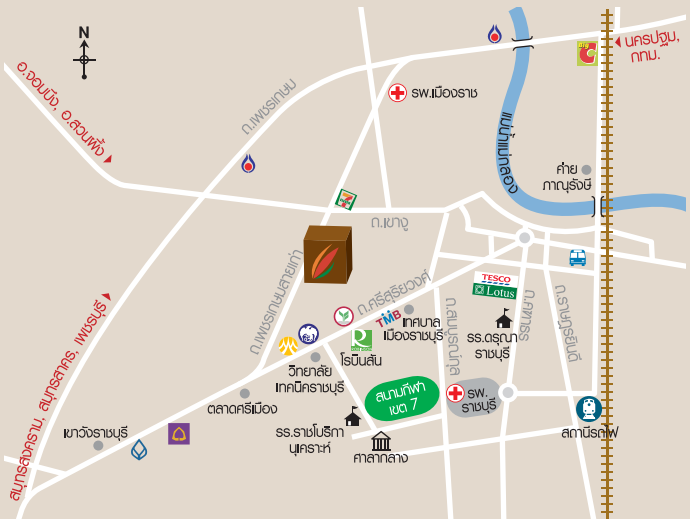 N
นครปฐม,
กทม.
อ.จอมบึง, อ.สวนผึ้ง
ถ.เพชรเกษม
รพ.เมืองราช
แม่น้ำแม่กลอง
ค่าย
ภาณุรังษี
7
ถ.เขางู
ถ.เพชรเกษมสายเก่า
ถ.ศรีสุริยวงศ์
TESCO
Lotus
TMB
เทศบาล
เมืองราชบุรี
ถ.สมบูรณ์กุล
รร.ดรุณา
ราชบุรี
ถ.คฑาธร
ถ.ราษฎรยินดี
โรบินสัน
วิทยาลัย
เทคนิคราชบุรี
ตลาดศรีเมือง
สนามกีฬา
เขต 7
รพ.
ราชบุรี
สถานีรถไฟ
เขาวังราชบุรี
รร.ราชโบริกา
นุเคราะห์
ศาลากลาง
สมุทรสงคราม, สมุทรสาคร, เพชรบุรี